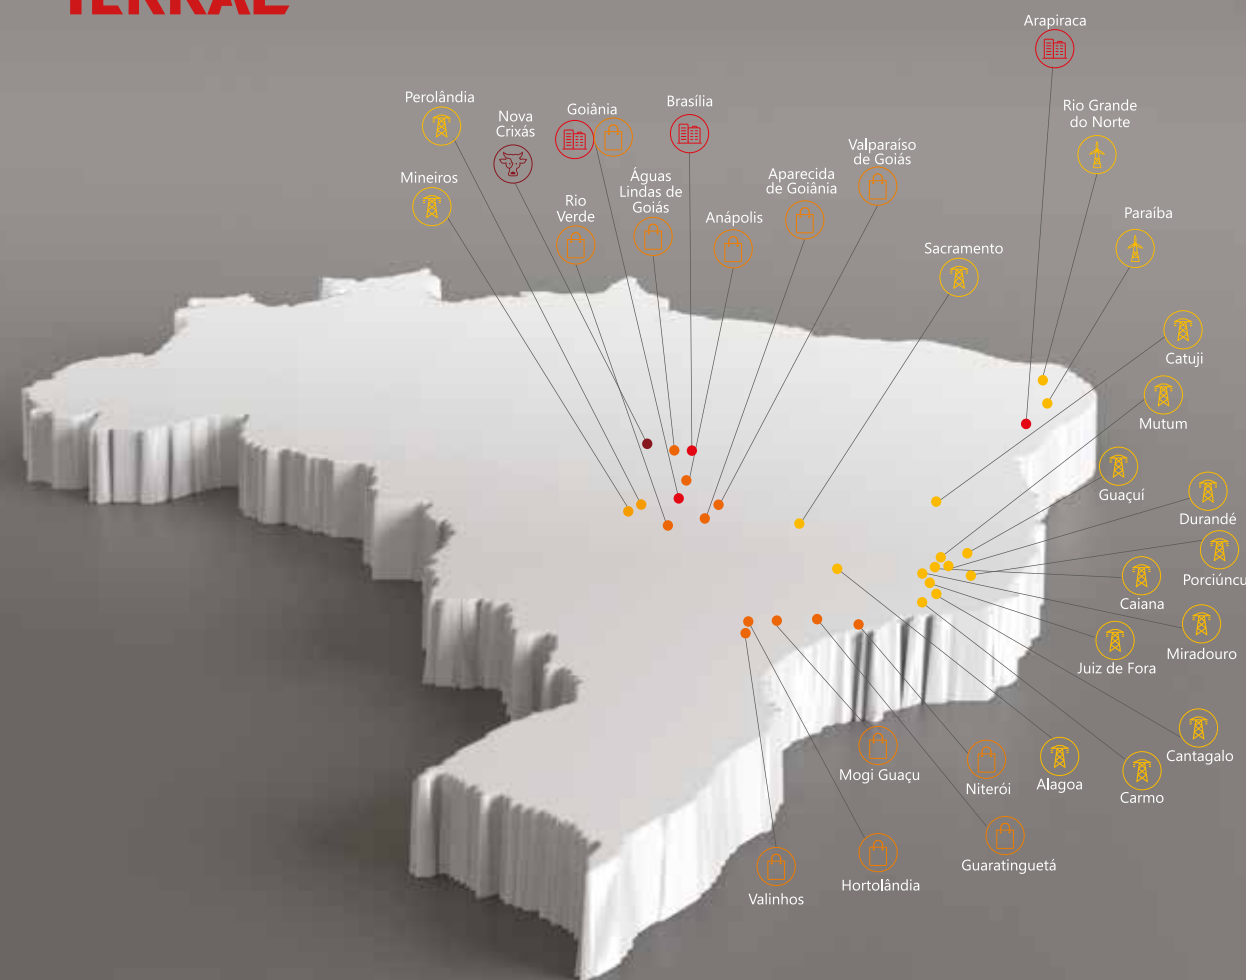 Arapiraca
Perolândia
Nova
Crixás
Goiânia
Brasília
Rio Grande
do Norte
Valparaíso
de Goiás
Mineiros
Rio
Verde
Águas
Lindas de
Goiás
Anápolis
Aparecida
de Goiânia
Paraíba
Sacramento
Catuji
Mutum
Guaçuí
Durandé
Porciúncu
Caiana
Miradouro
Juiz de Fora
Cantagalo
Carmo
Alagoa
Niterói
Mogi Guaçu
Guaratinguetá
Hortolândia
Valinhos